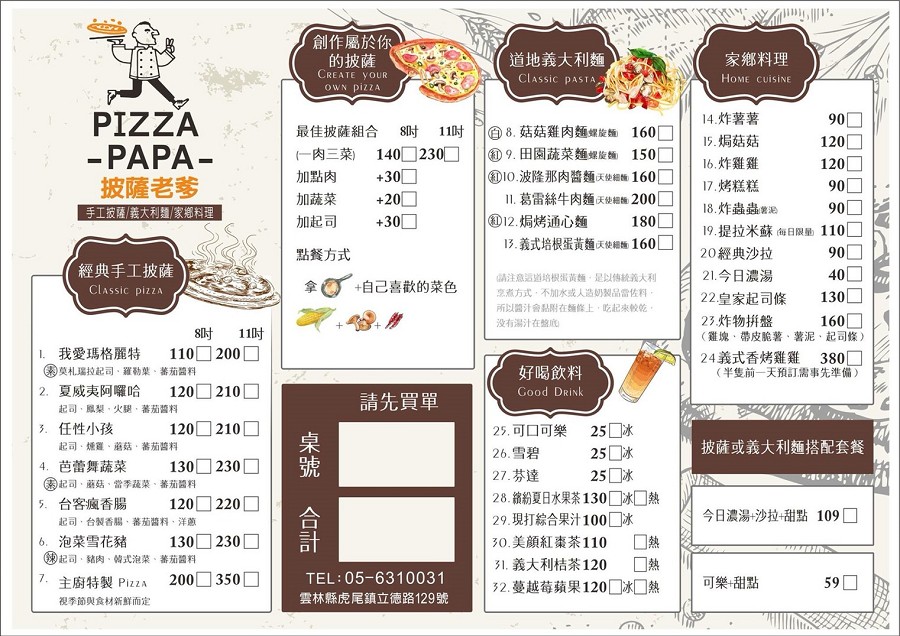 PIZZA
-PAPA-
披薩老爹
手工披薩/義大利麵/家鄉料理
經典手工披薩
Classic pizza
8吋 11吋
1. 我愛瑪格麗特 110 200
素 莫札瑞拉起司、羅勒葉、蕃茄醬料
2. 夏威夷阿囉哈 120 210
起司、鳳梨、火腿、蕃茄醬料
3. 任性小孩 120 210
起司、燻雞、蘑菇、蕃茄醬料
4. 芭蕾舞蔬菜 130 230
素 起司、蘑菇、當季蔬菜、蕃茄醬料
5. 台客瘋香腸 120 220
起司、台製香腸、蕃茄醬料、洋蔥
6. 泡菜雪花豬 130 230
辣 起司、豬肉、韓式泡菜、蕃茄醬料
7. 主廚特製 Pizza 200 350
視季節與食材新鮮而定
創作屬於你
的披薩
Create your
own pizza
最佳披薩組合 8吋 11吋
(一肉三菜) 140 230
加點肉 +30
加蔬菜 +20
加起司 +30
點餐方式
拿 +自己喜歡的菜色
+ +
請先買單
桌號
合計
TEL:05-6310031
雲林縣虎尾鎮立德路129號
道地義大利麵
Classic pasta
白 8. 菇菇雞肉麵(螺旋麵) 160
紅 9. 田園蔬菜麵(螺旋麵) 150
紅 10. 波隆那肉醬麵(天使細麵) 160
11. 葛雷絲牛肉麵(天使細麵) 200
紅 12. 焗烤通心麵 180
13. 義式培根蛋黃麵(天使細麵) 160
(請注意這道培根蛋黃麵，是以傳統義大利
烹煮方式，不加水或人造奶製品當佐料，
所以醬汁會黏附在麵條上，吃起來較乾，
沒有湯汁在盤底)
好喝飲料
Good Drink
25. 可口可樂 25 冰
26. 雪碧 25 冰
27. 芬達 25 冰
28. 繽紛夏日水果茶 130 冰 熱
29. 現打綜合果汁 100 冰
30. 美顏紅棗茶 110 熱
31. 義大利桔茶 120 熱
32. 蔓越莓蘋果 120 冰 熱
家鄉料理
Home cuisine
14. 炸薯薯 90
15. 焗菇菇 120
16. 炸雞雞 120
17. 烤糕糕 90
18. 炸蟲蟲(薯泥) 90
19. 提拉米蘇 (每日限量) 110
20 經典沙拉 90
21. 今日濃湯 40
22. 皇家起司條 130
23. 炸物拼盤 160
(雞塊、帶皮脆薯、薯泥、起司條)
24 義式香烤雞雞 380
(半隻前一天預訂需事先準備)
披薩或義大利麵搭配套餐
今日濃湯+沙拉+甜點 109
可樂+甜點 59